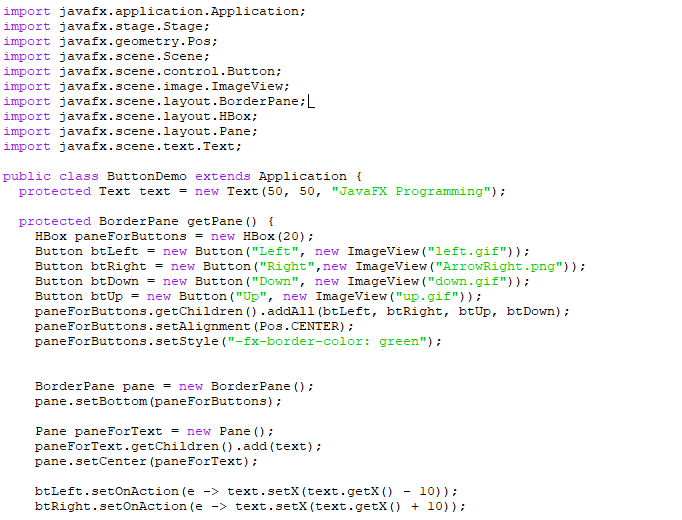 import javafx.application.Application;
import javafx.stage.Stage;
import javafx.geometry.Pos;
import javafx.scene.Scene;
import javafx.scene.control.Button;
import javafx.scene.image.ImageView;
import javafx.scene.layout.BorderPane;
import javafx.scene.layout.HBox;
import javafx.scene.layout.Pane;
import javafx.scene.text.Text;

public class ButtonDemo extends Application {
  protected Text text = new Text(50, 50, "JavaFX Programming");

  protected BorderPane getPane() {
    HBox paneForButtons = new HBox(20);
    Button btLeft = new Button("Left", new ImageView("left.gif"));
    Button btRight = new Button("Right",new ImageView("ArrowRight.png"));
    Button btDown = new Button("Down", new ImageView("down.gif"));
    Button btUp = new Button("Up", new ImageView("up.gif"));
    paneForButtons.getChildren().addAll(btLeft, btRight, btUp, btDown);
    paneForButtons.setAlignment(Pos.CENTER);
    paneForButtons.setStyle("-fx-border-color: green");


    BorderPane pane = new BorderPane();
    pane.setBottom(paneForButtons);

    Pane paneForText = new Pane();
    paneForText.getChildren().add(text);
    pane.setCenter(paneForText);

    btLeft.setOnAction(e -> text.setX(text.getX() - 10));
    btRight.setOnAction(e -> text.setX(text.getX() + 10));